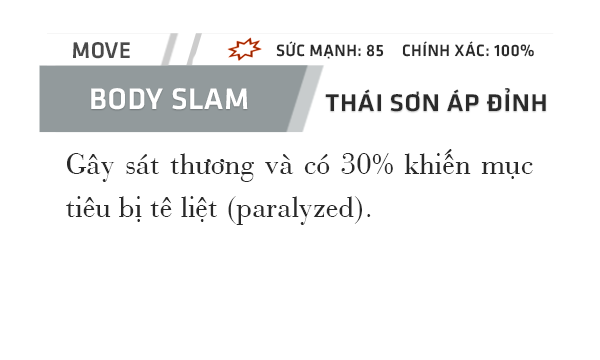 MOVE SỨC MẠNH: 85 CHÍNH XÁC: 100%
BODY SLAM THÁI SƠN ÁP ĐỈNH
Gây sát thương và có 30% khiến mục
tiêu bị tê liệt (paralyzed).